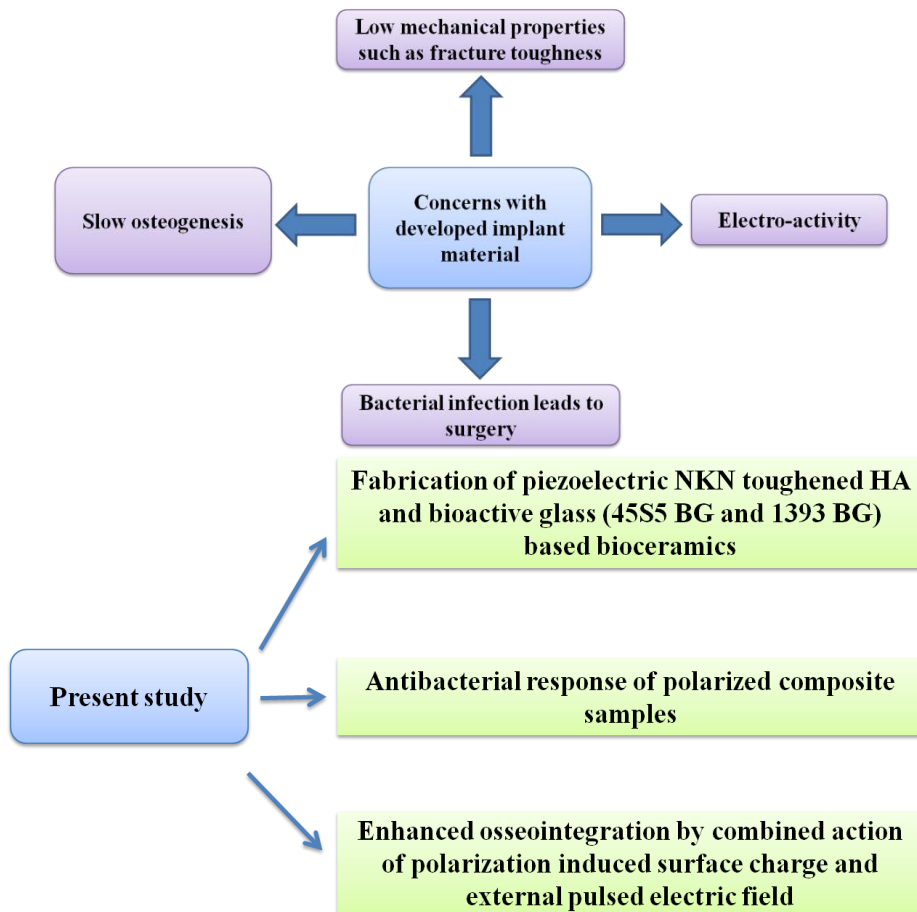 Low mechanical properties
such as fracture toughness
Slow osteogenesis
Concerns with
developed implant
material
Electro-activity
Bacterial infection leads to
surgery
Fabrication of piezoelectric NKN toughened HA
and bioactive glass (45S5 BG and 1393 BG)
based bioceramics
Present study
Antibacterial response of polarized composite
samples
Enhanced osseointegration by combined action
of polarization induced surface charge and
external pulsed electric field